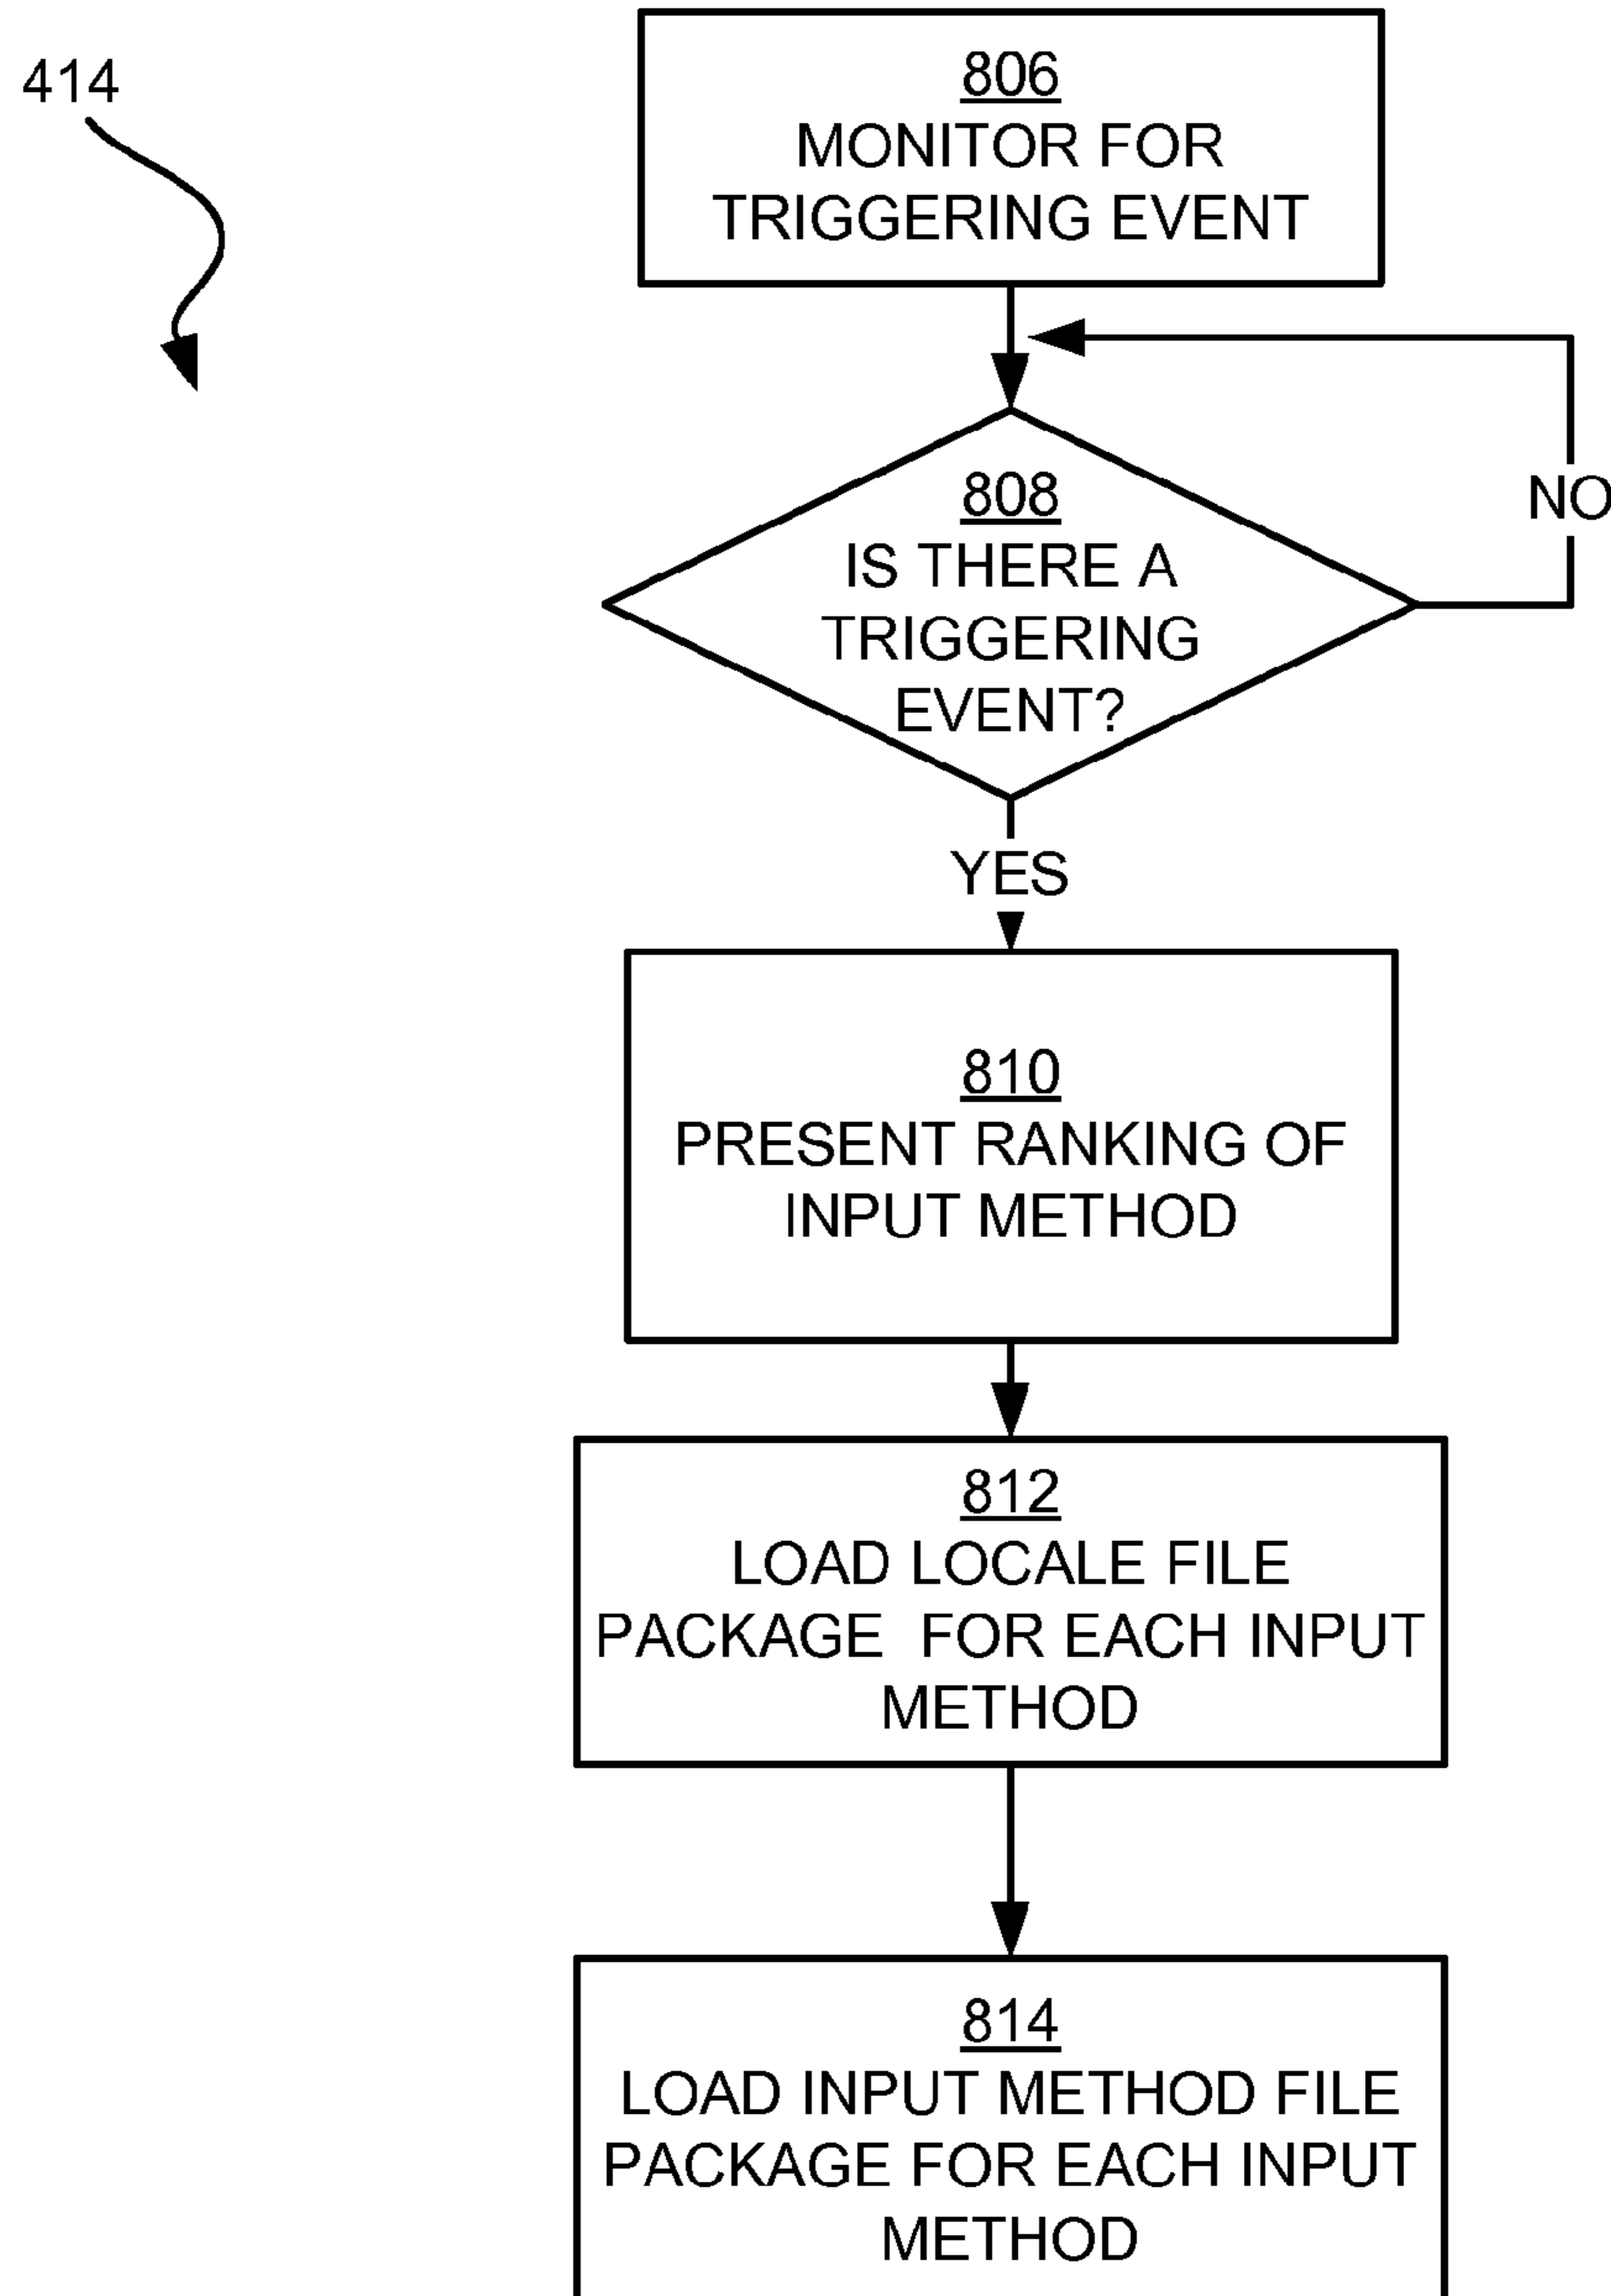 414
806
MONITOR FOR
TRIGGERING EVENT
808
IS THERE A
TRIGGERING
EVENT?
NO
YES
810
PRESENT RANKING OF
INPUT METHOD
812
LOAD LOCALE FILE
PACKAGE FOR EACH INPUT
METHOD
814
LOAD INPUT METHOD FILE
PACKAGE FOR EACH INPUT
METHOD